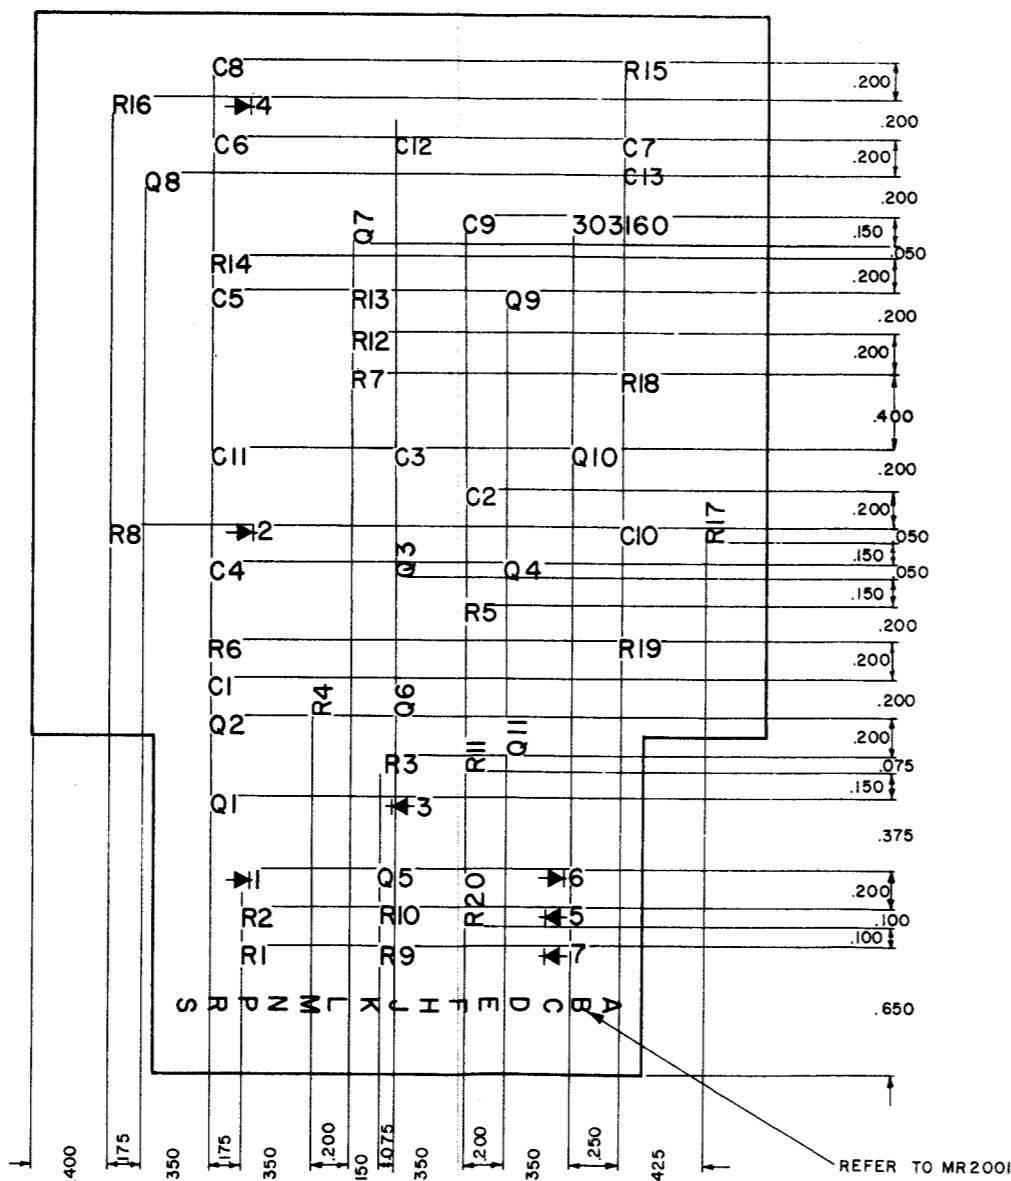 C8 R15
.200
R16 4
.200
C6 C12 C7
.200
Q8 C13
.200
Q7 C9 303160
.150
.050
R14
.200
C5 R13 Q9
.200
R12
.200
R7 R18
.400
C11 C3 Q10
.200
C2
.200
R8 2 C10 R17
.050
.150
C4 Q3 Q4
.050
.150
R5
.200
R6 R19
.200
C1
.200
R4 Q6
Q2 Q11
.200
R3 R11
.075
.150
Q1 3
.375
1 Q5 6
.200
R2 R10 R20 5
.100
.100
R1 R9 7
S R P N M L K J H F E D C B A
.650
.400 .175 .350 .175 .350 .200 .150 .075 .350 .200 .350 .250 .425
REFER TO MR2001